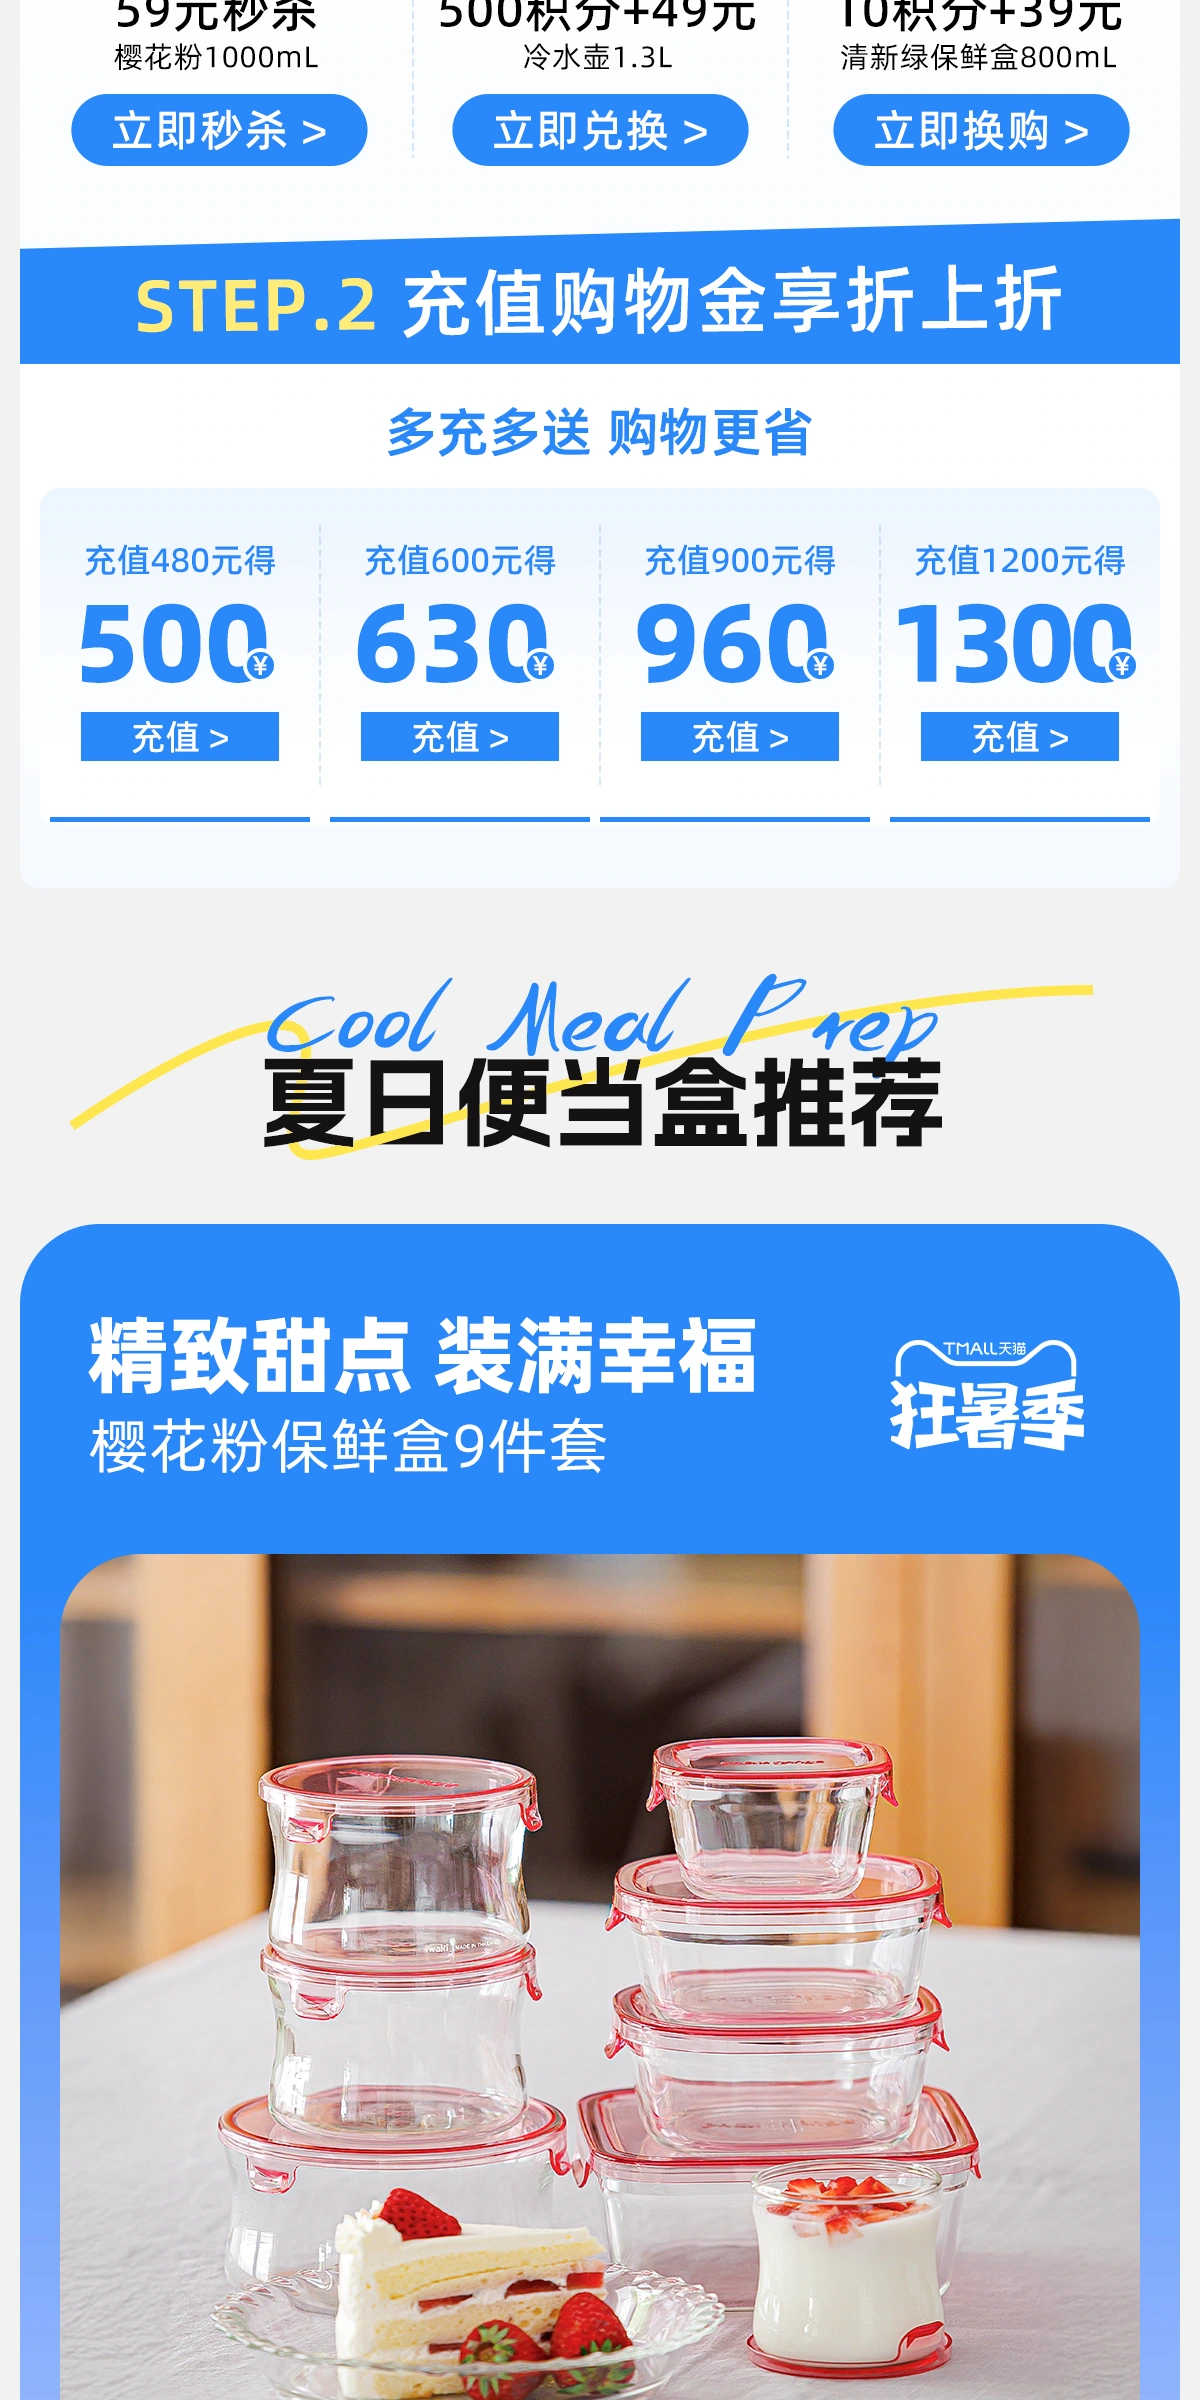 59元秒杀
500积分+49元
10积分+39元
樱花粉1000mL
冷水壶1.3L
清新绿保鲜盒800mL
立即秒杀 >
立即兑换 >
立即换购 >
STEP.2 充值购物金享折上折
多充多送 购物更省
充值480元得
充值600元得
充值900元得
充值1200元得
500¥
630¥
960¥
1300¥
充值 >
充值 >
充值 >
充值 >
Cool Meal Prep
夏日便当盒推荐
精致甜点 装满幸福
樱花粉保鲜盒9件套
TMALL天猫
狂暑季
iwaki MADE IN THAILAND